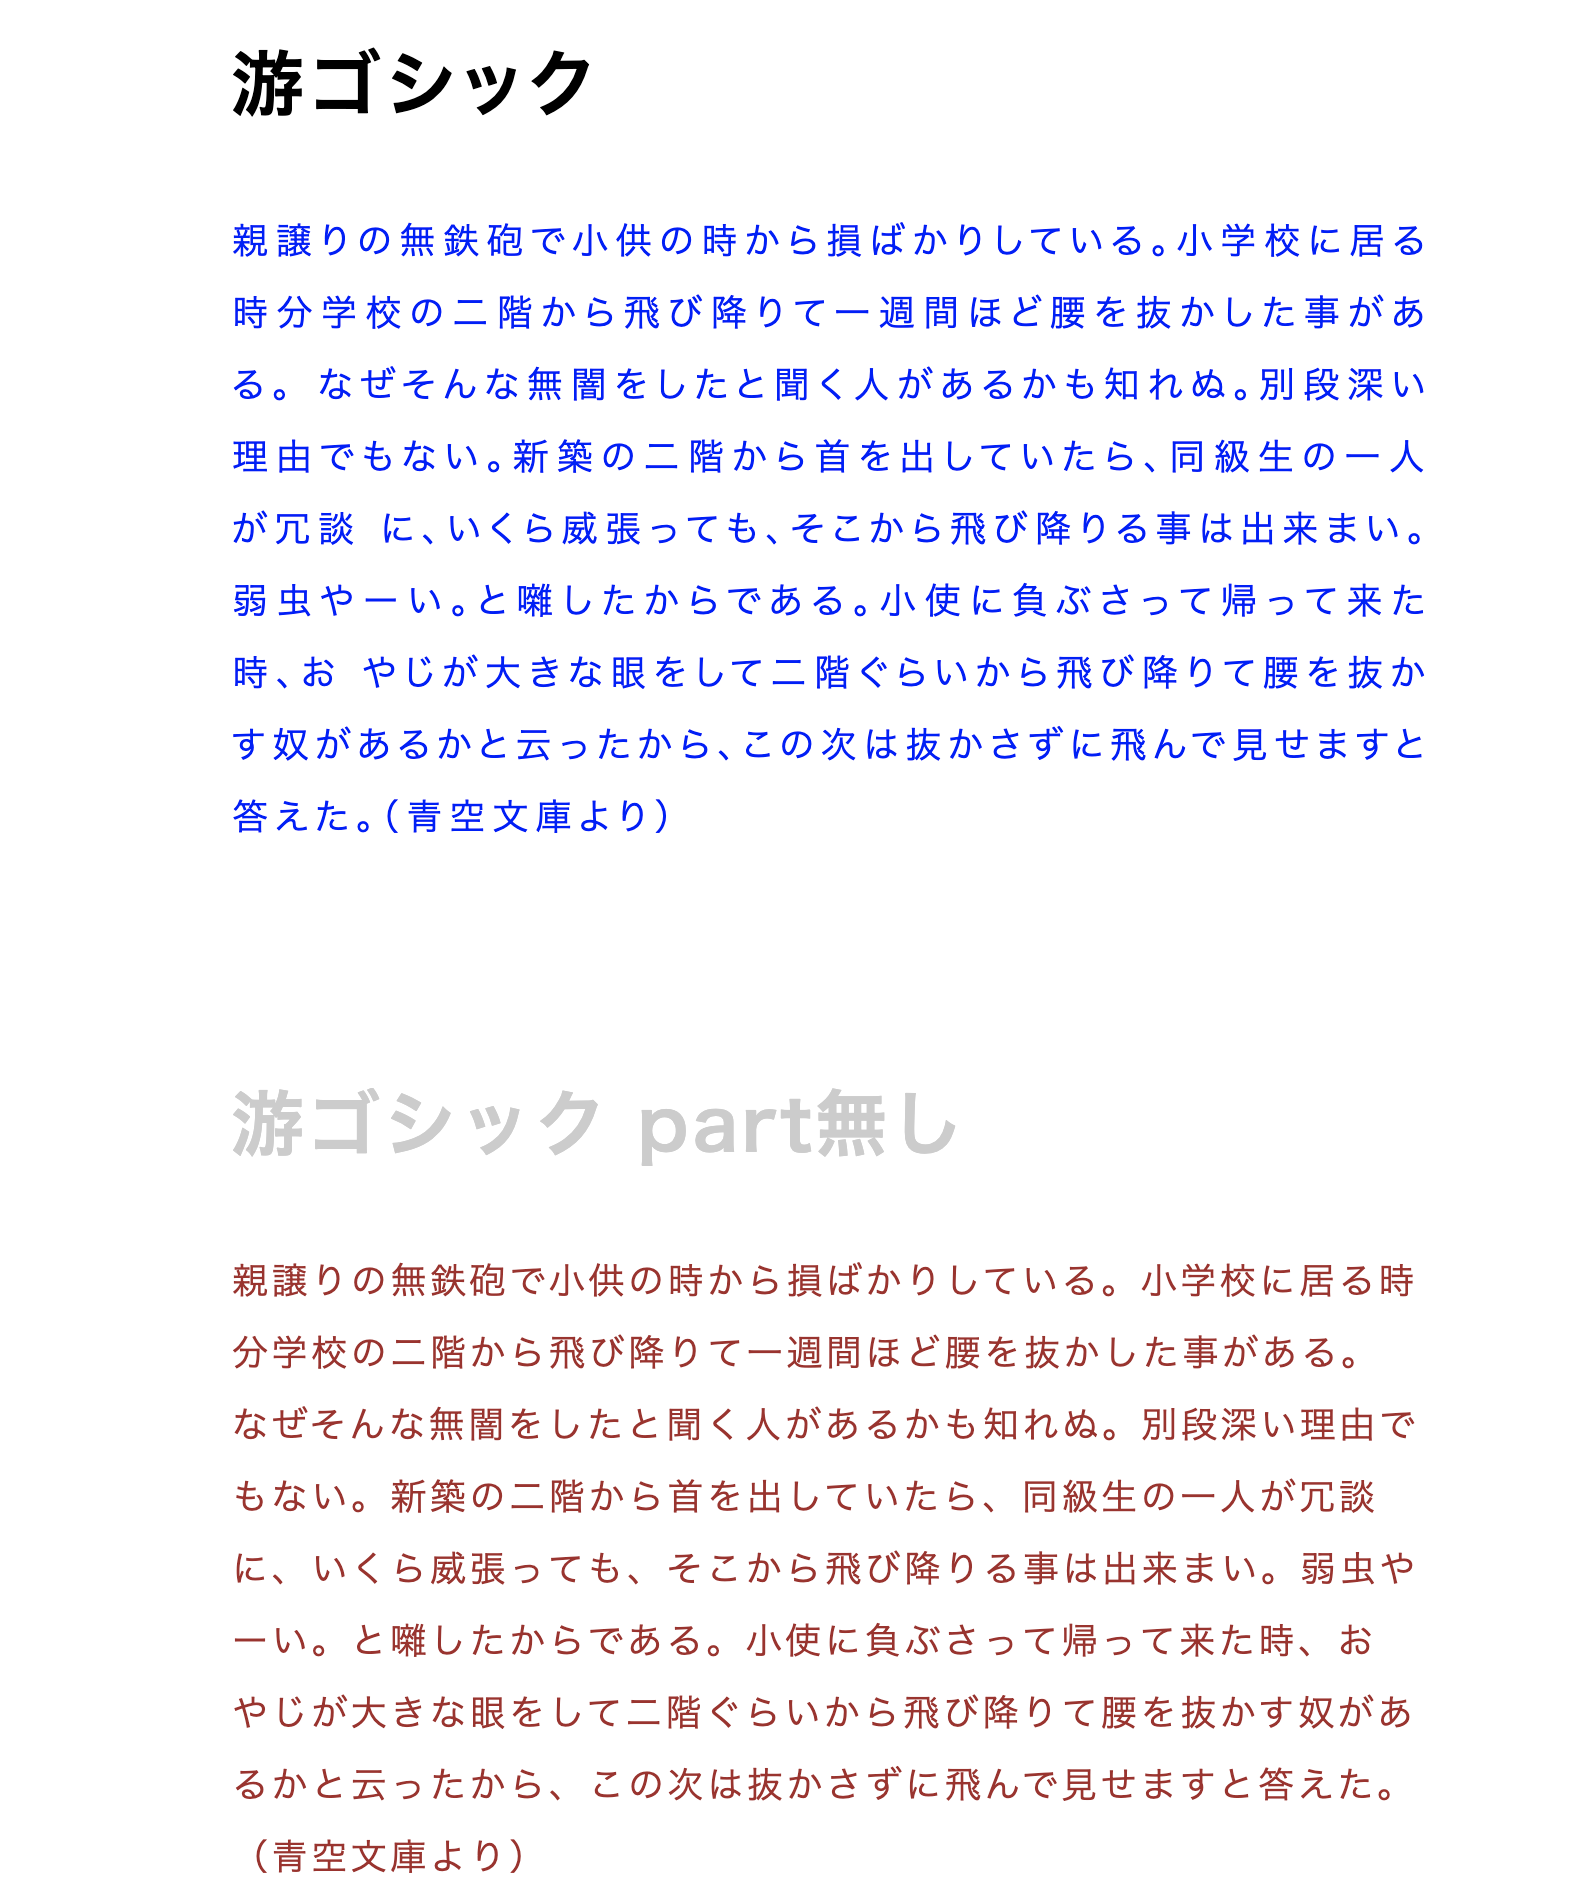 游ゴシック
親譲りの無鉄砲で小供の時から損ばかりしている。小学校に居る
時分学校の二階から飛び降りて一週間ほど腰を抜かした事があ
る。 なぜそんな無闇をしたと聞く人があるかも知れぬ。別段深い
理由でもない。新築の二階から首を出していたら、同級生の一人
が冗談 に、いくら威張っても、そこから飛び降りる事は出来まい。
弱虫やーい。と囃したからである。小使に負ぶさって帰って来た
時、お やじが大きな眼をして二階ぐらいから飛び降りて腰を抜か
す奴があるかと云ったから、この次は抜かさずに飛んで見せますと
答えた。（青空文庫より）
游ゴシック part無し
親譲りの無鉄砲で小供の時から損ばかりしている。小学校に居る時
分学校の二階から飛び降りて一週間ほど腰を抜かした事がある。
なぜそんな無闇をしたと聞く人があるかも知れぬ。別段深い理由で
もない。新築の二階から首を出していたら、同級生の一人が冗談
に、いくら威張っても、そこから飛び降りる事は出来まい。弱虫や
ーい。と囃したからである。小使に負ぶさって帰って来た時、お
やじが大きな眼をして二階ぐらいから飛び降りて腰を抜かす奴があ
るかと云ったから、この次は抜かさずに飛んで見せますと答えた。
（青空文庫より）